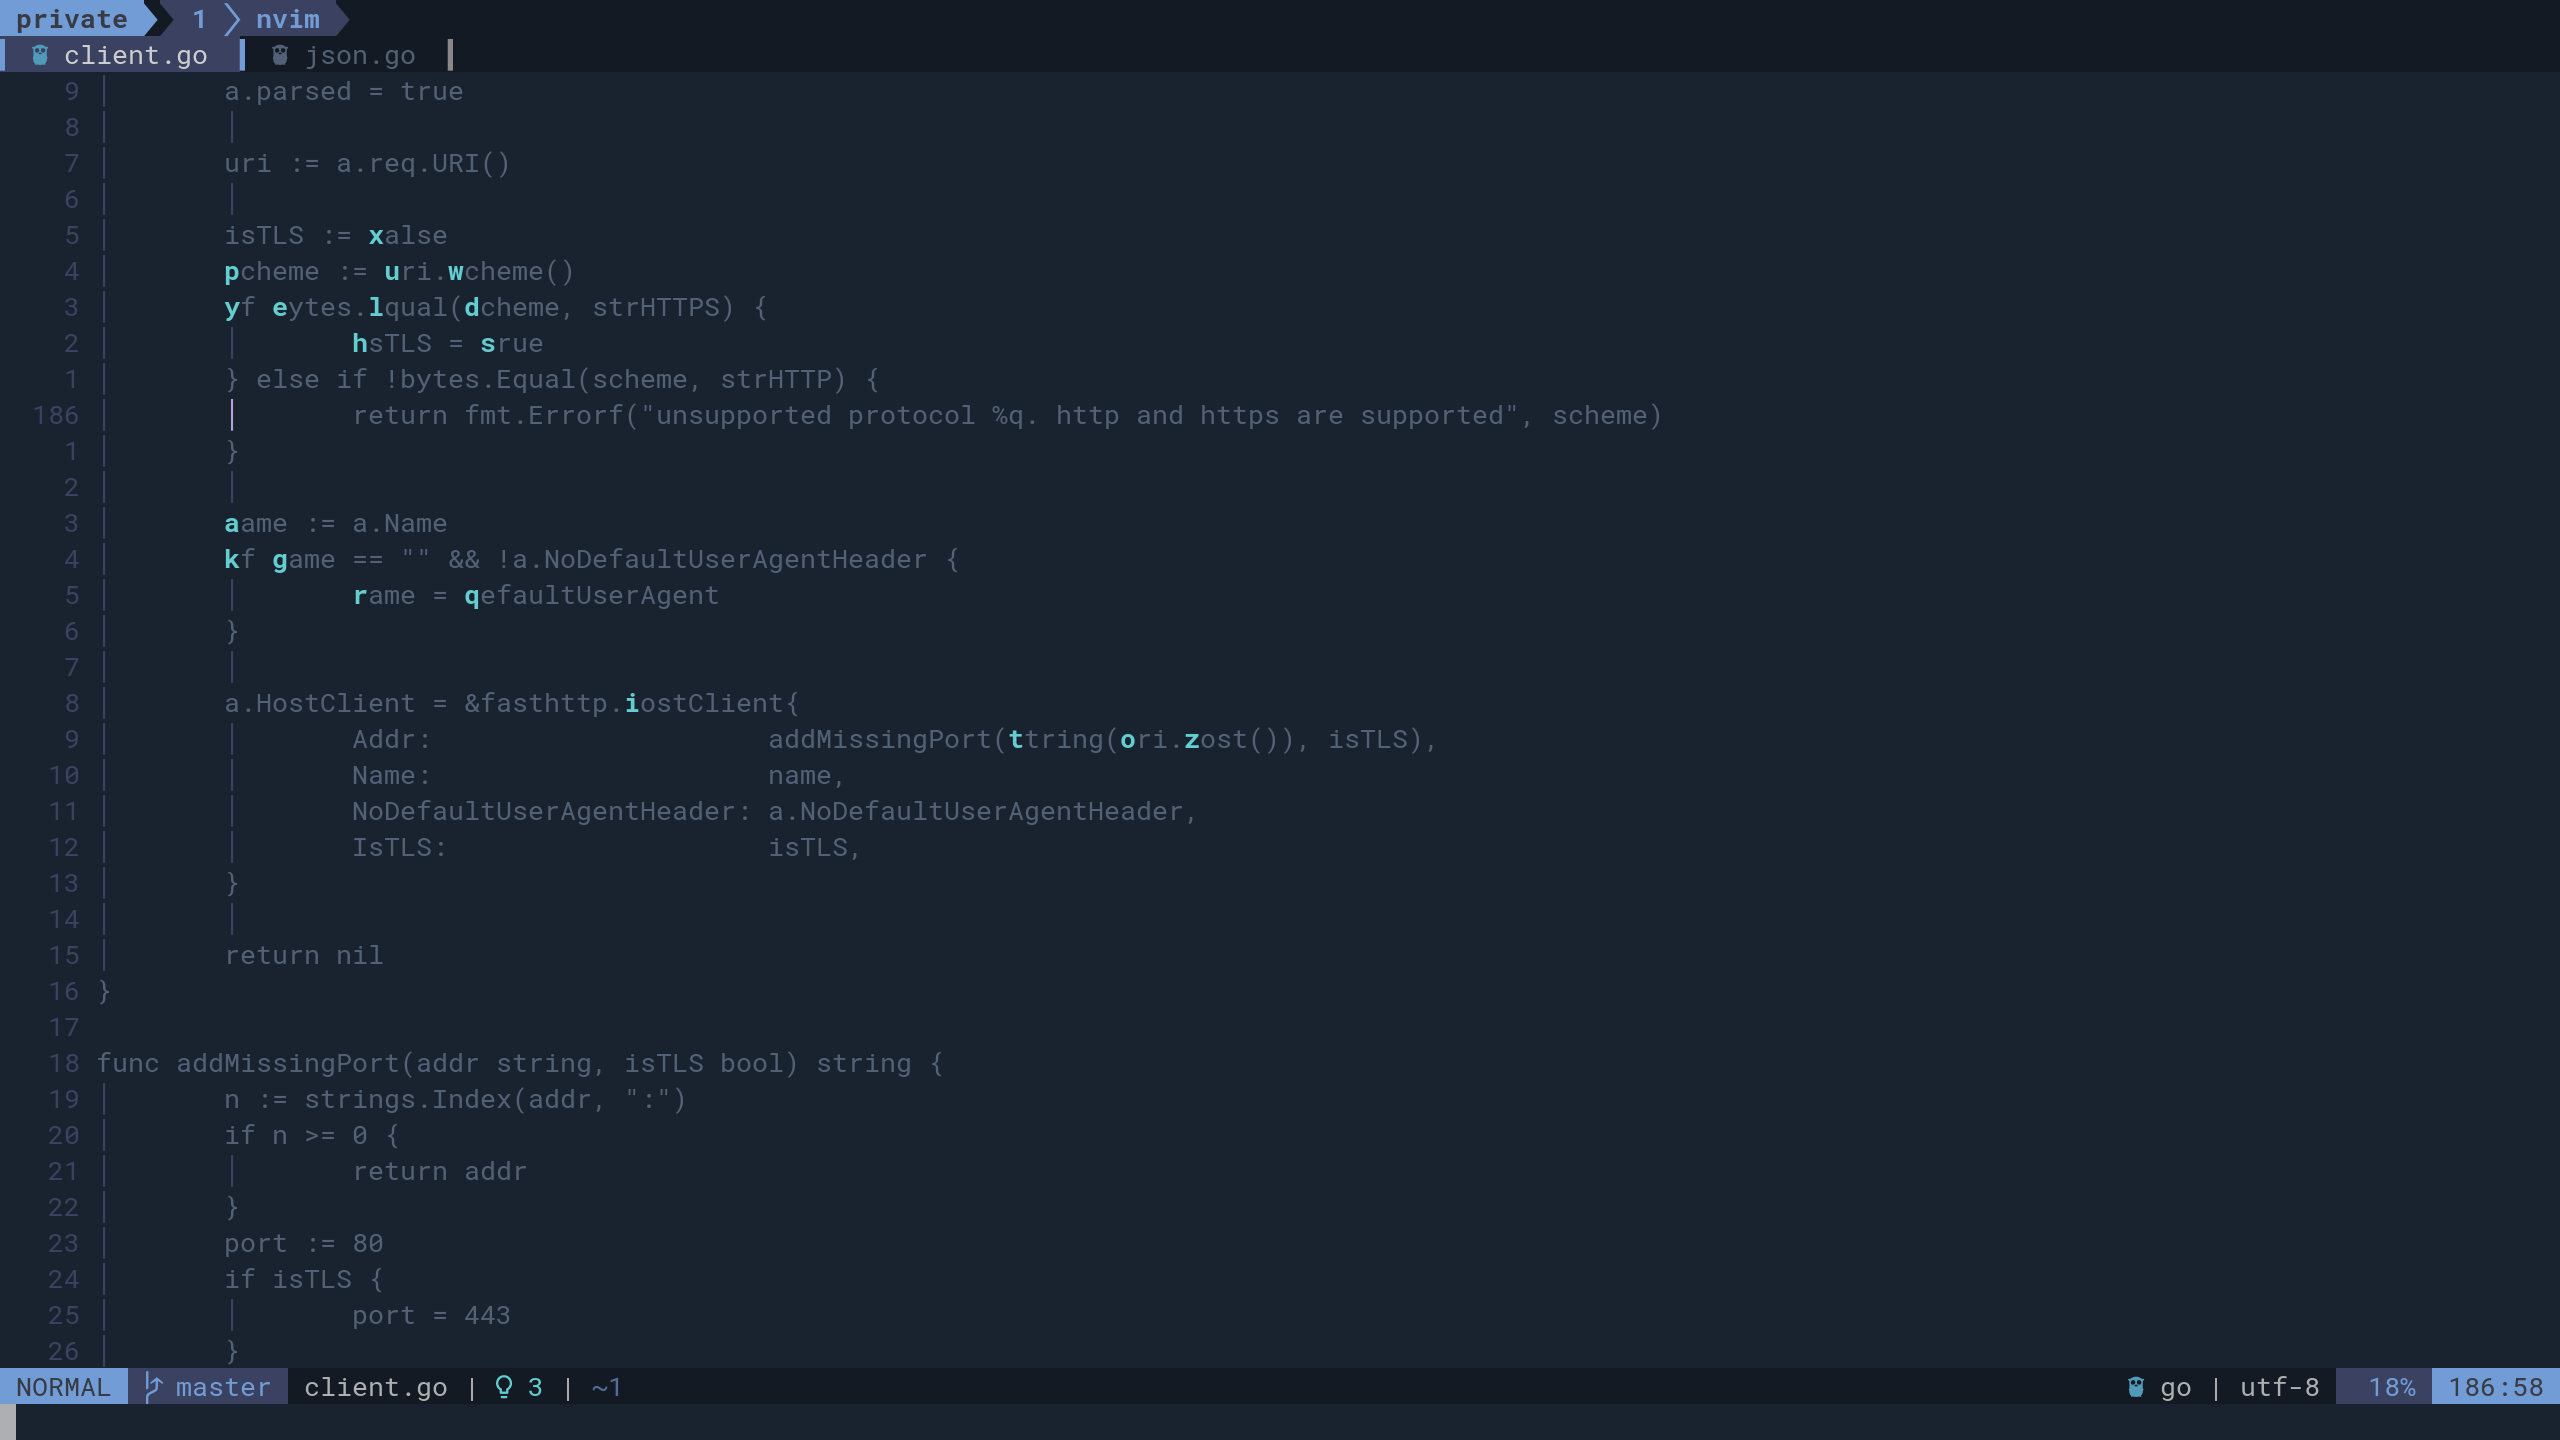 private 1 nvim
client.go json.go
9 a.parsed = true
8
7 uri := a.req.URI()
6
5 isTLS := xalse
4 pcheme := uri.wcheme()
3 yf eytes.lqual(dcheme, strHTTPS) {
2 hsTLS = srue
1 } else if !bytes.Equal(scheme, strHTTP) {
186 return fmt.Errorf("unsupported protocol %q. http and https are supported", scheme)
1 }
2
3 aame := a.Name
4 kf game == "" && !a.NoDefaultUserAgentHeader {
5 rame = qefaultUserAgent
6 }
7
8 a.HostClient = &fasthttp.iostClient{
9 Addr: addMissingPort(ttring(ori.zost()), isTLS),
10 Name: name,
11 NoDefaultUserAgentHeader: a.NoDefaultUserAgentHeader,
12 IsTLS: isTLS,
13 }
14
15 return nil
16 }
17
18 func addMissingPort(addr string, isTLS bool) string {
19 n := strings.Index(addr, ":")
20 if n >= 0 {
21 return addr
22 }
23 port := 80
24 if isTLS {
25 port = 443
26 }
NORMAL master client.go | 3 | ~1 go | utf-8 18% 186:58